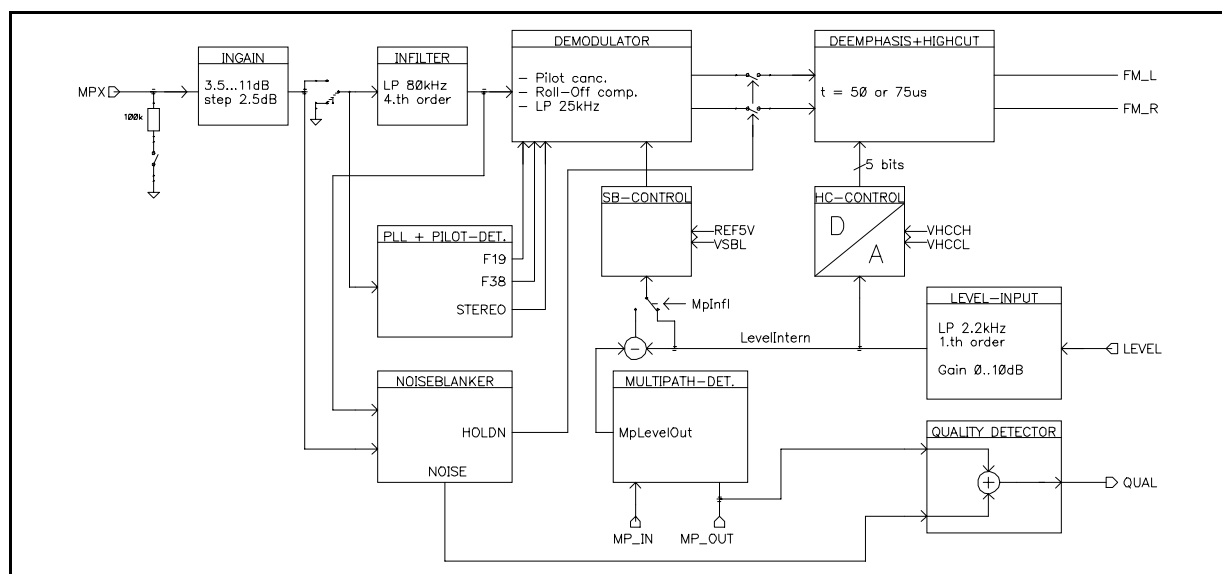 DEMODULATOR
DEEMPHASIS+HIGHCUT
INGAIN
INFILTER
MPX
3.5...11dB
step 2.5dB
LP 80kHz
4.th order
- Pilot canc.
- Roll-Off comp.
- LP 25kHz
t = 50 or 75us
FM_L
FM_R
100k
5 bits
SB-CONTROL
HC-CONTROL
D
A
REF5V
VSBL
VHCCH
VHCCL
PLL + PILOT-DET.
F19
F38
STEREO
MpInfl
LEVEL-INPUT
LP 2.2kHz
1.th order
Gain 0..10dB
LEVEL
LevelIntern
-
NOISEBLANKER
HOLDN
NOISE
MULTIPATH-DET.
MpLevelOut
QUALITY DETECTOR
+
QUAL
MP_IN
MP_OUT